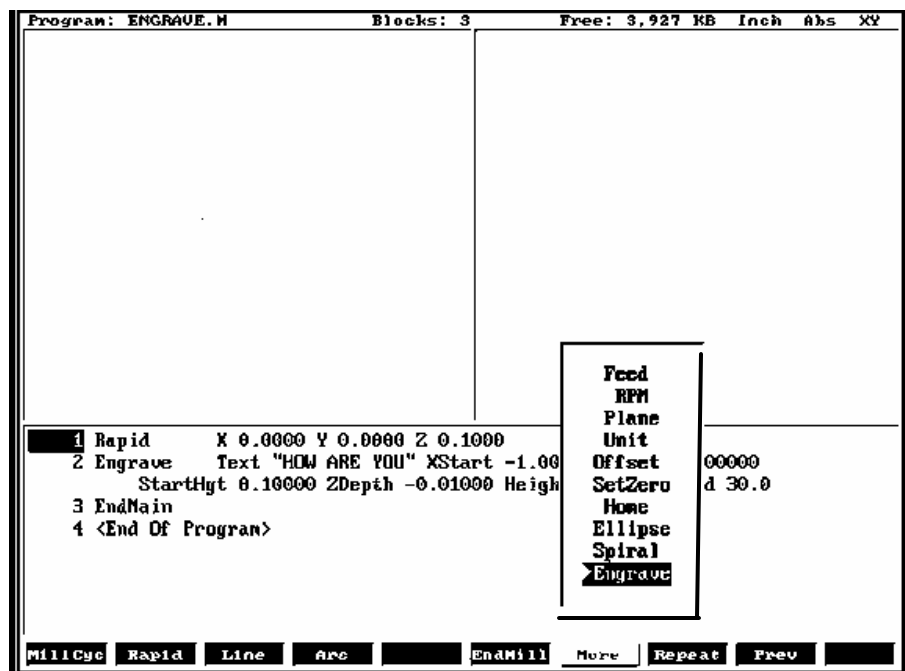 Program: ENGRAVE.M Blocks: 3 Free: 3,927 KB Inch Abs XY
1 Rapid X 0.0000 Y 0.0000 Z 0.1000
2 Engrave Text "HOW ARE YOU" XStart -1.00 00000
StartHgt 0.10000 ZDepth -0.01000 Heigh d 30.0
3 EndMain
4 <End Of Program>
Feed
RPM
Plane
Unit
Offset
SetZero
Home
Ellipse
Spiral
Engrave
MillCyc Rapid Line Arc EndMill More Repeat Prev